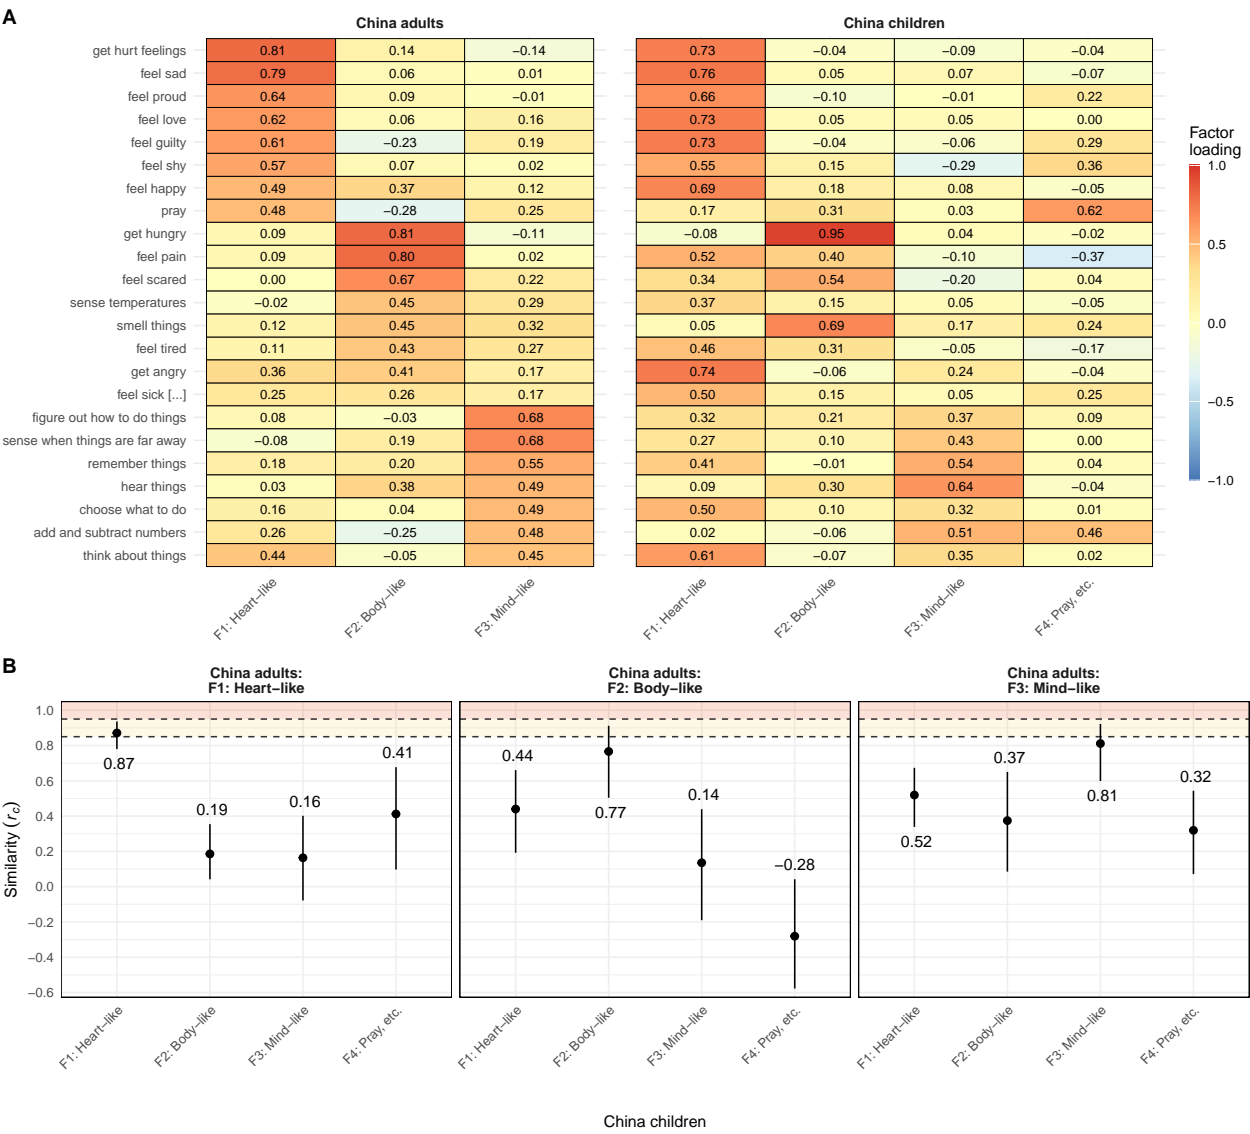 A
China adults
China children
get hurt feelings 0.81 0.14 −0.14 0.73 −0.04 −0.09 −0.04
feel sad 0.79 0.06 0.01 0.76 0.05 0.07 −0.07
feel proud 0.64 0.09 −0.01 0.66 −0.10 −0.01 0.22
feel love 0.62 0.06 0.16 0.73 0.05 0.05 0.00
feel guilty 0.61 −0.23 0.19 0.73 −0.04 −0.06 0.29
feel shy 0.57 0.07 0.02 0.55 0.15 −0.29 0.36
feel happy 0.49 0.37 0.12 0.69 0.18 0.08 −0.05
pray 0.48 −0.28 0.25 0.17 0.31 0.03 0.62
get hungry 0.09 0.81 −0.11 −0.08 0.95 0.04 −0.02
feel pain 0.09 0.80 0.02 0.52 0.40 −0.10 −0.37
feel scared 0.00 0.67 0.22 0.34 0.54 −0.20 0.04
sense temperatures −0.02 0.45 0.29 0.37 0.15 0.05 −0.05
smell things 0.12 0.45 0.32 0.05 0.69 0.17 0.24
feel tired 0.11 0.43 0.27 0.46 0.31 −0.05 −0.17
get angry 0.36 0.41 0.17 0.74 −0.06 0.24 −0.04
feel sick [...] 0.25 0.26 0.17 0.50 0.15 0.05 0.25
figure out how to do things 0.08 −0.03 0.68 0.32 0.21 0.37 0.09
sense when things are far away −0.08 0.19 0.68 0.27 0.10 0.43 0.00
remember things 0.18 0.20 0.55 0.41 −0.01 0.54 0.04
hear things 0.03 0.38 0.49 0.09 0.30 0.64 −0.04
choose what to do 0.16 0.04 0.49 0.50 0.10 0.32 0.01
add and subtract numbers 0.26 −0.25 0.48 0.02 −0.06 0.51 0.46
think about things 0.44 −0.05 0.45 0.61 −0.07 0.35 0.02
F1: Heart−like
F2: Body−like
F3: Mind−like
F1: Heart−like
F2: Body−like
F3: Mind−like
F4: Pray, etc.
Factor
loading
1.0
0.5
0.0
−0.5
−1.0
B
China adults:
F1: Heart−like
China adults:
F2: Body−like
China adults:
F3: Mind−like
Similarity (rc)
1.0
0.8
0.6
0.4
0.2
0.0
−0.2
−0.4
−0.6
0.87
0.19
0.16
0.41
0.44
0.77
0.14
−0.28
0.52
0.37
0.81
0.32
F1: Heart−like
F2: Body−like
F3: Mind−like
F4: Pray, etc.
F1: Heart−like
F2: Body−like
F3: Mind−like
F4: Pray, etc.
F1: Heart−like
F2: Body−like
F3: Mind−like
F4: Pray, etc.
China children